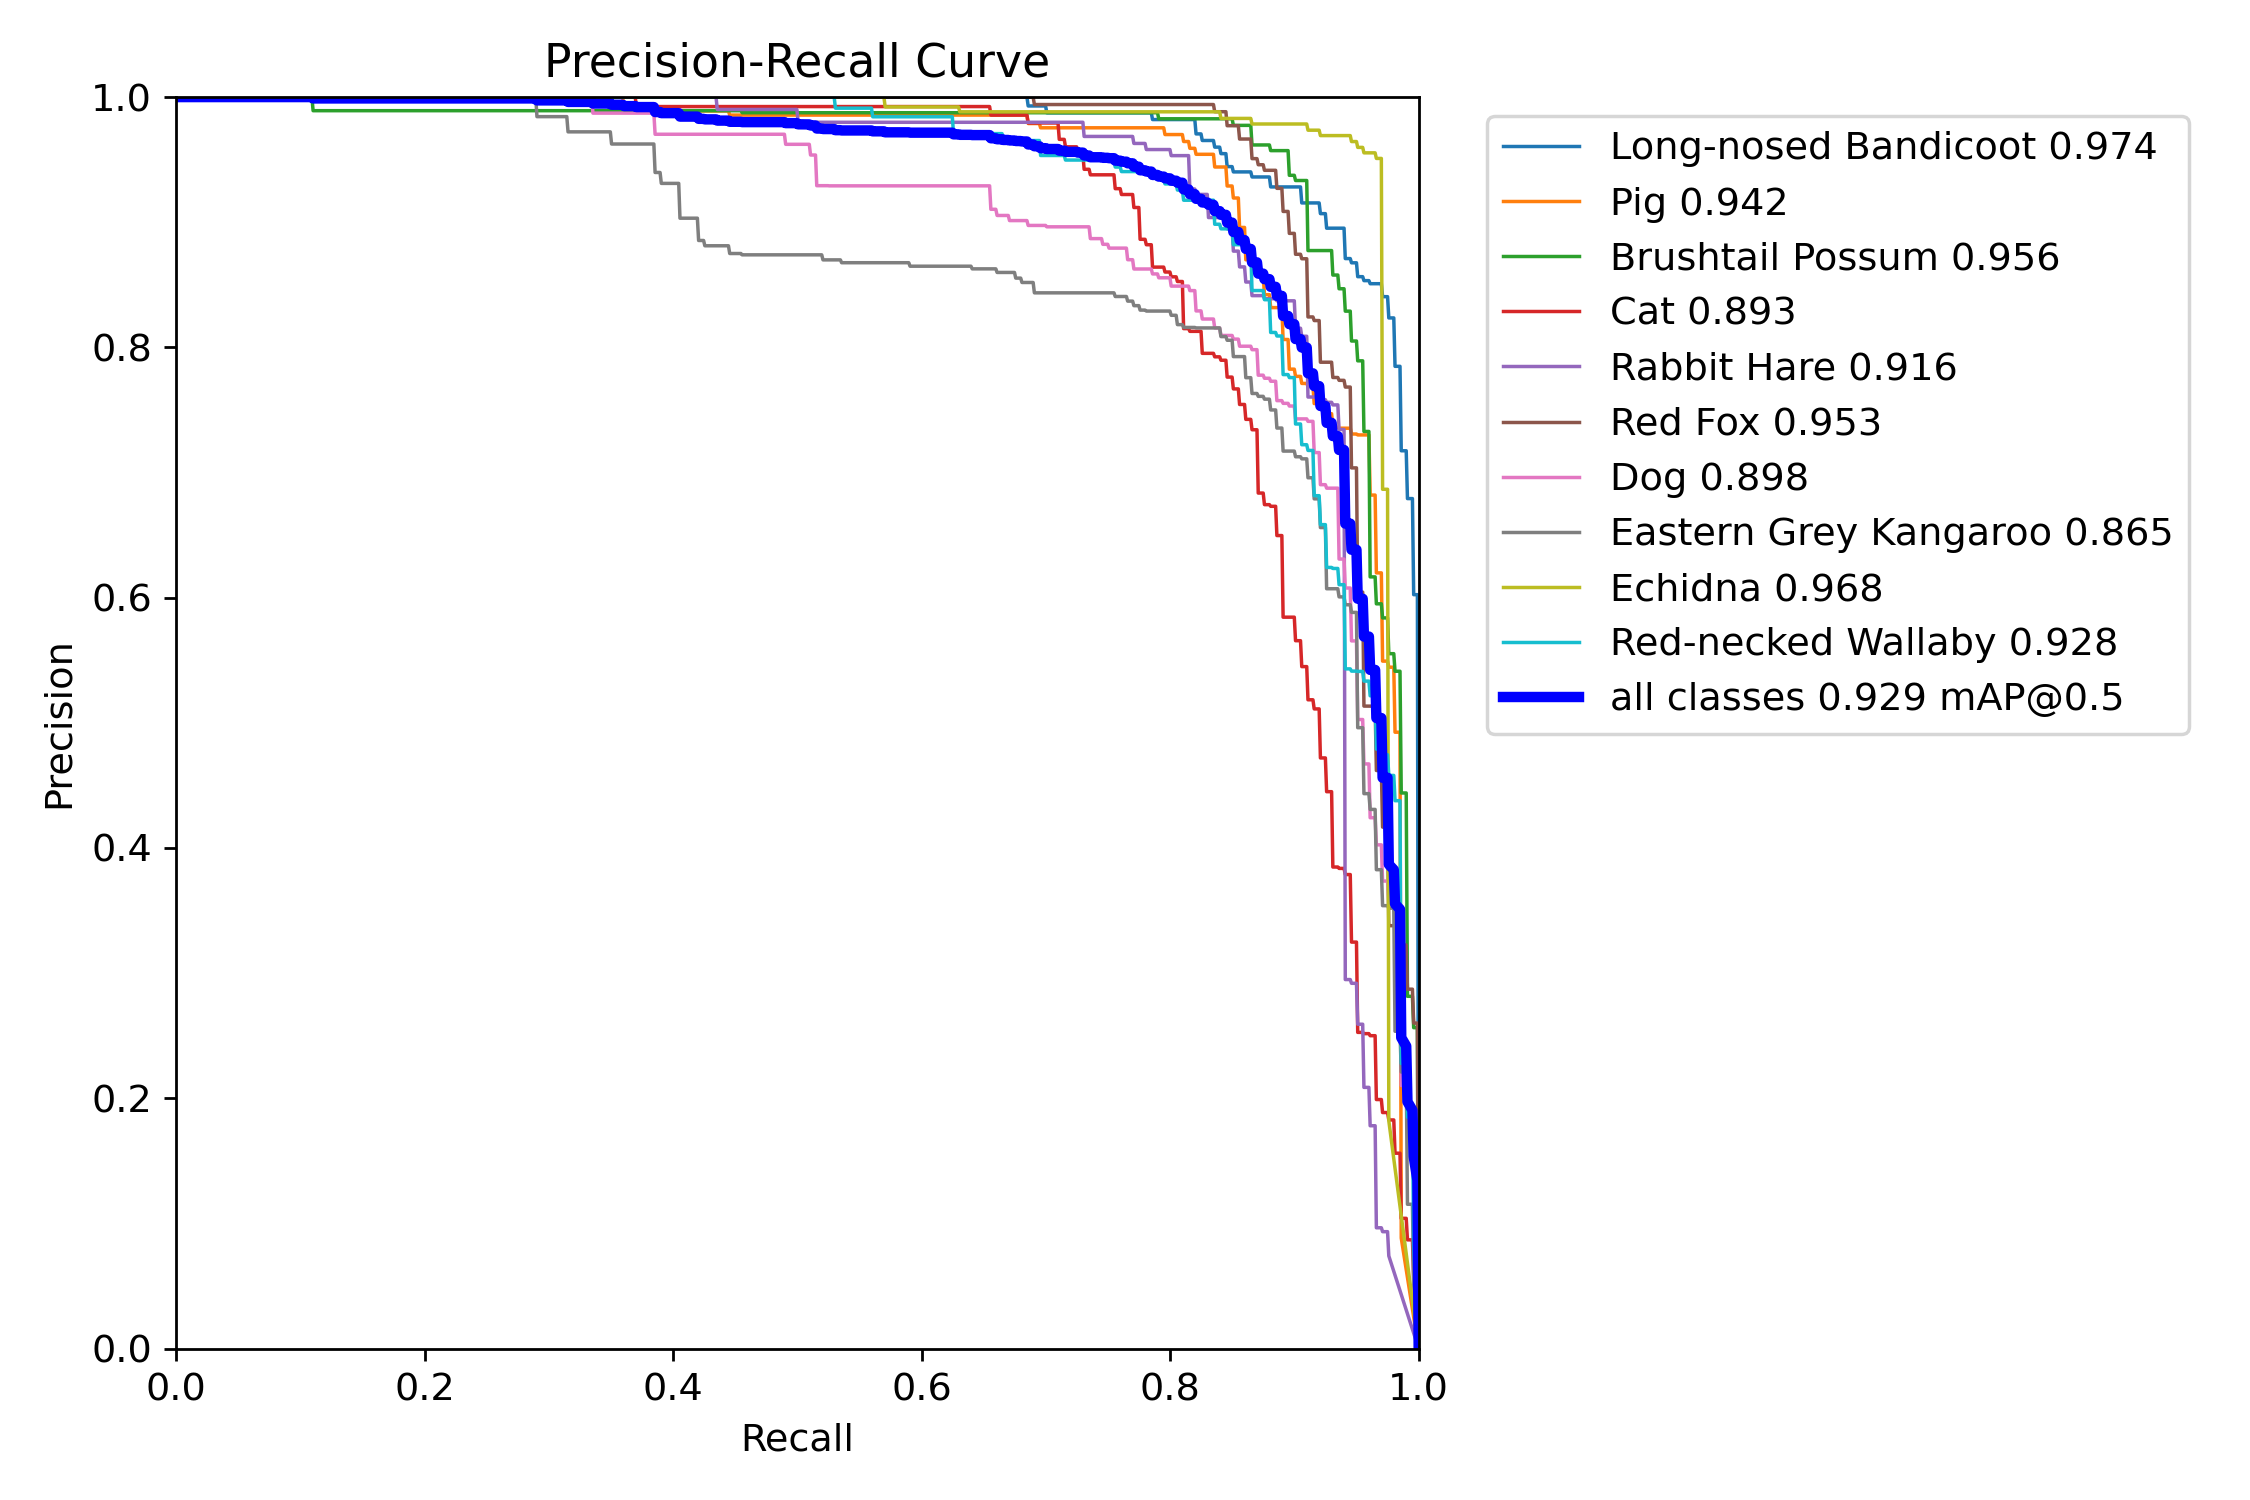 Precision-Recall Curve
1.0
0.8
0.6
0.4
0.2
0.0
Precision
0.0 0.2 0.4 0.6 0.8 1.0
Recall
Long-nosed Bandicoot 0.974
Pig 0.942
Brushtail Possum 0.956
Cat 0.893
Rabbit Hare 0.916
Red Fox 0.953
Dog 0.898
Eastern Grey Kangaroo 0.865
Echidna 0.968
Red-necked Wallaby 0.928
all classes 0.929 mAP@0.5